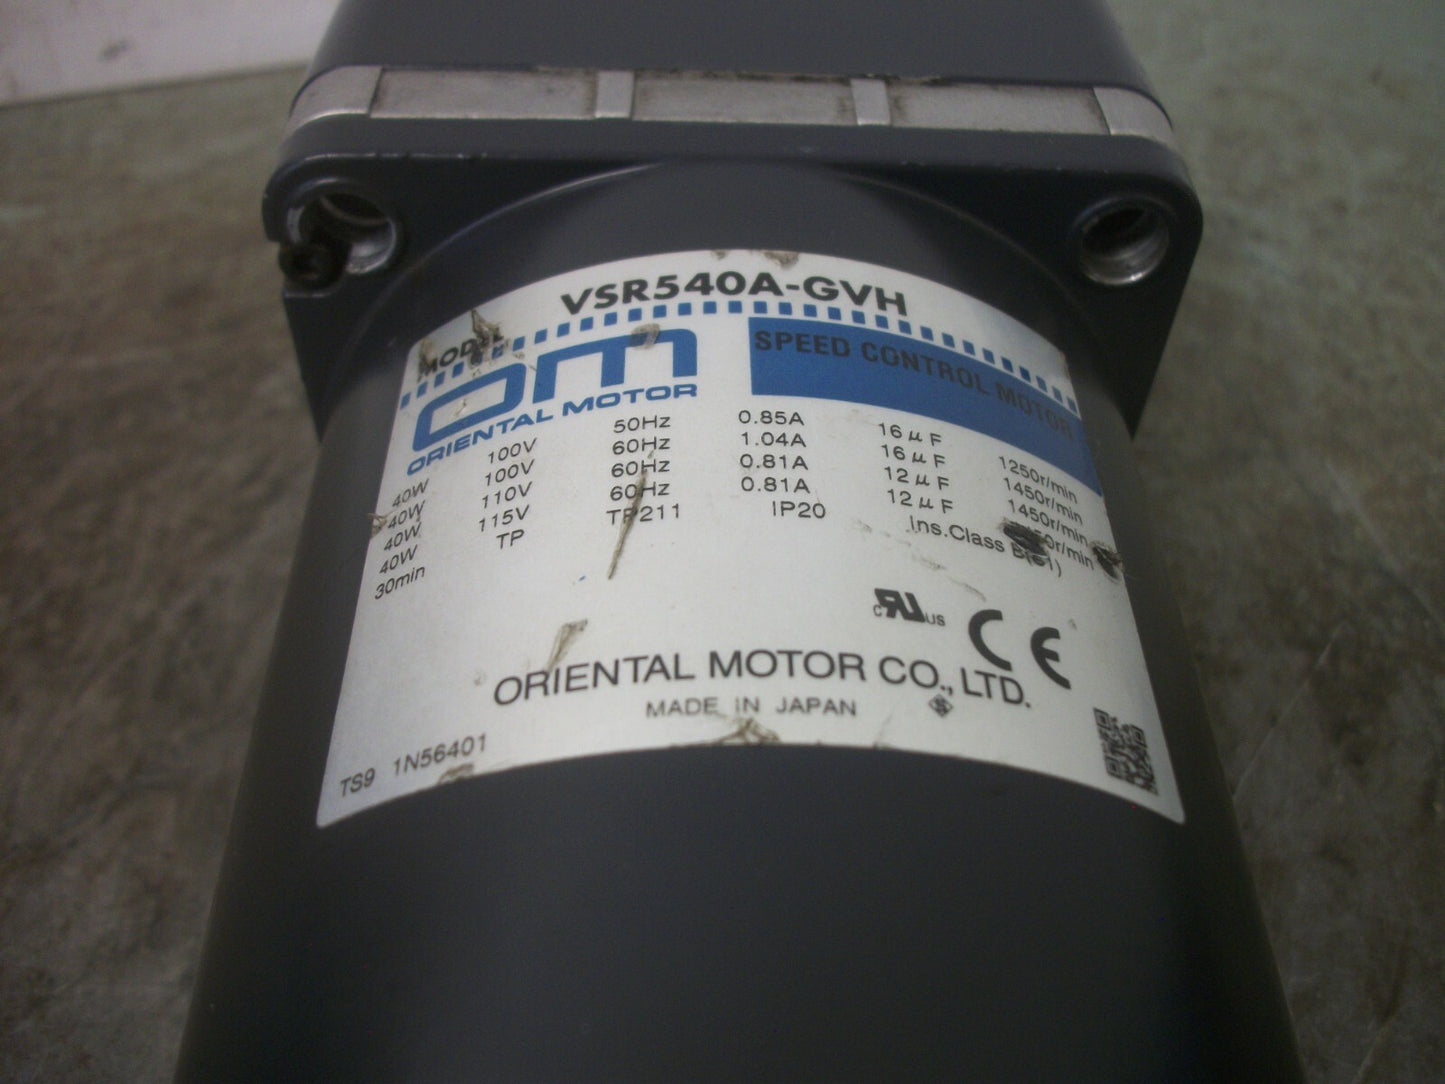 MODEL VSR540A-GVH
om
ORIENTAL MOTOR
SPEED CONTROL MOTOR
40W 100V 50Hz 0.85A 16μF 1250r/min
40W 100V 60Hz 1.04A 16μF 1450r/min
40W 110V 60Hz 0.81A 12μF 1450r/min
40W 115V 60Hz 0.81A 12μF
30min TP TP211 IP20 Ins.Class
c RU US CE
ORIENTAL MOTOR CO., LTD.
MADE IN JAPAN
TS9 1N56401